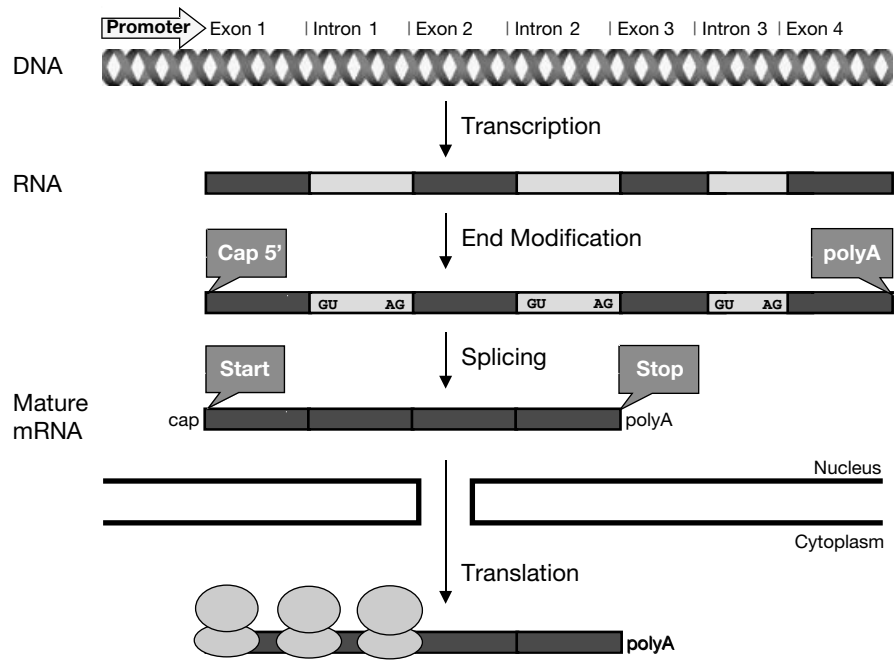 Promoter Exon 1 | Intron 1 | Exon 2 | Intron 2 | Exon 3 | Intron 3 | Exon 4
DNA
Transcription
RNA
End Modification
Cap 5’
polyA
GU AG GU AG GU AG
Splicing
Start
Stop
Mature
mRNA
cap
polyA
Nucleus
Cytoplasm
Translation
polyA